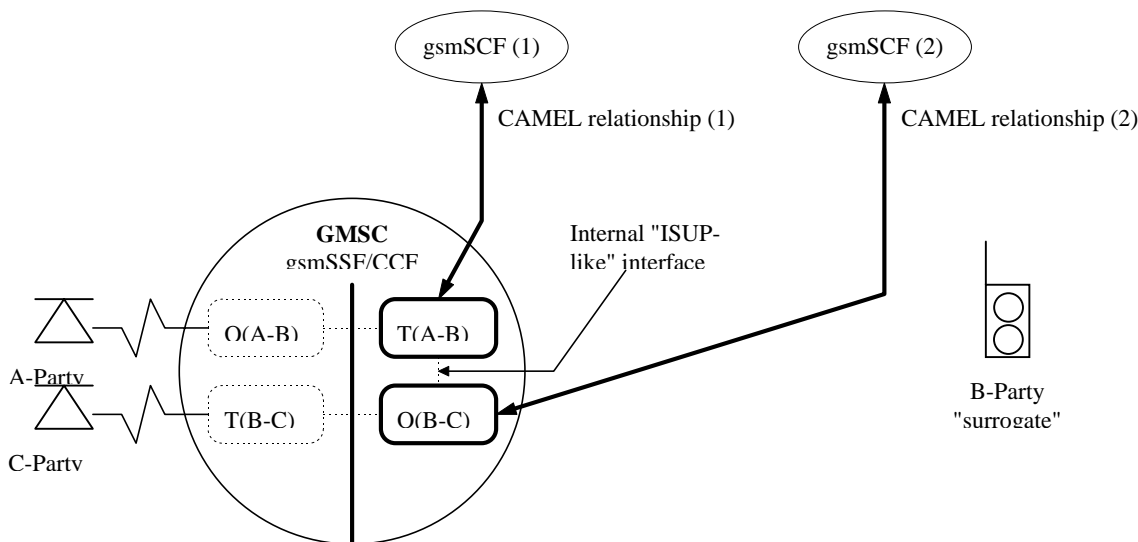 gsmSCF (1)
gsmSCF (2)
CAMEL relationship (1)
CAMEL relationship (2)
GMSC
gsmSSF/CCF
Internal "ISUP-
like" interface
O(A-B)
T(A-B)
A-Party
T(B-C)
O(B-C)
C-Party
B-Party
"surrogate"